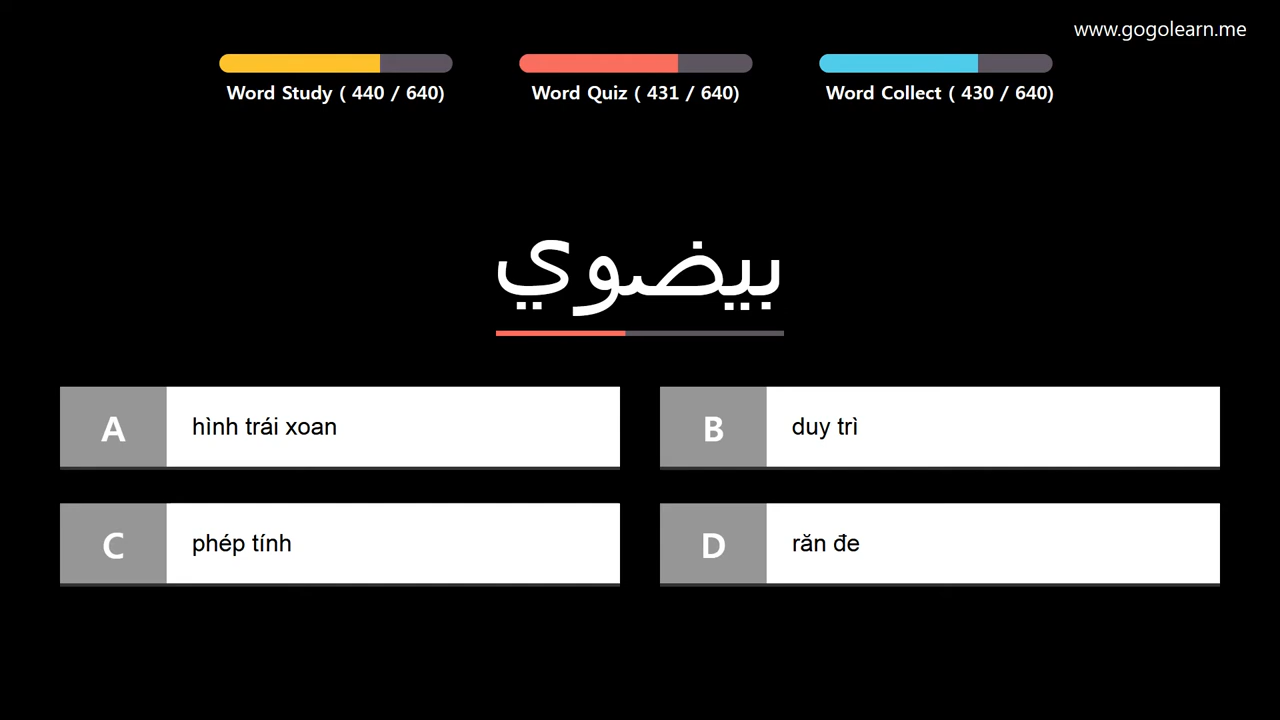 www.gogolearn.me
Word Study ( 440 / 640)
Word Quiz ( 431 / 640)
Word Collect ( 430 / 640)
بيضوي
A hình trái xoan
B duy trì
C phép tính
D răn đe